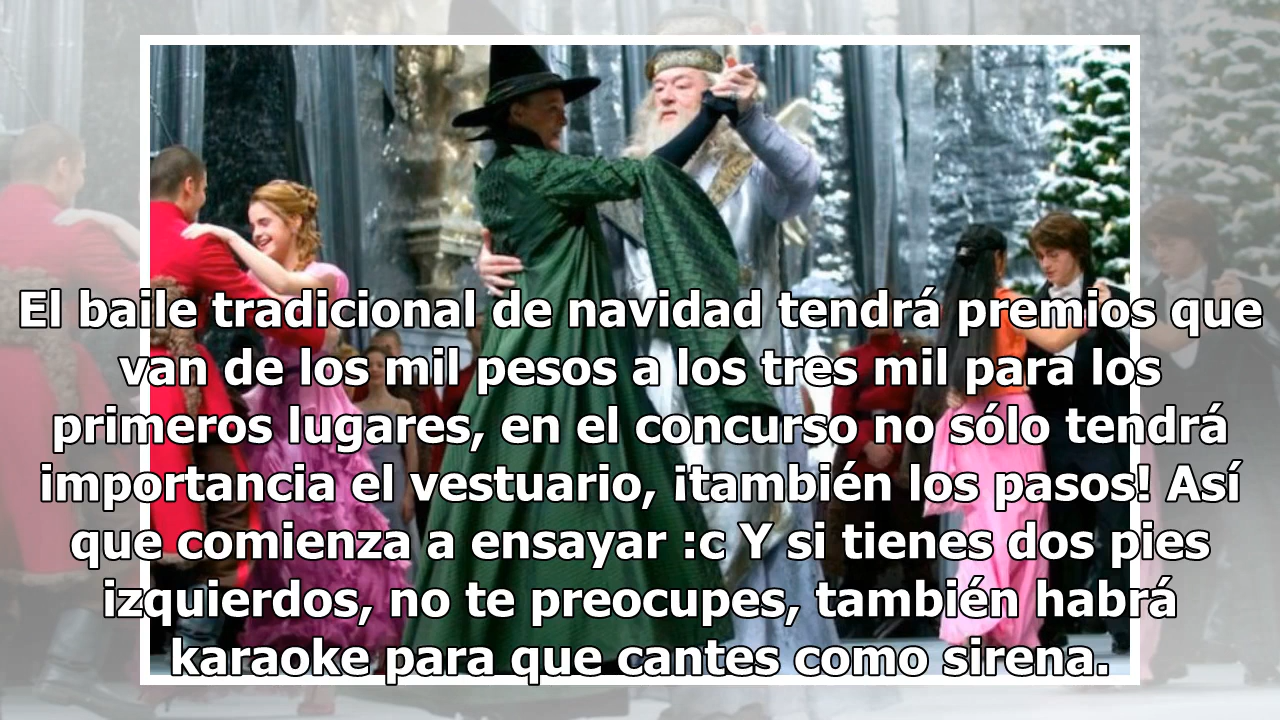 El baile tradicional de navidad tendrá premios que
van de los mil pesos a los tres mil para los
primeros lugares, en el concurso no sólo tendrá
importancia el vestuario, ¡también los pasos! Así
que comienza a ensayar :c Y si tienes dos pies
izquierdos, no te preocupes, también habrá
karaoke para que cantes como sirena.